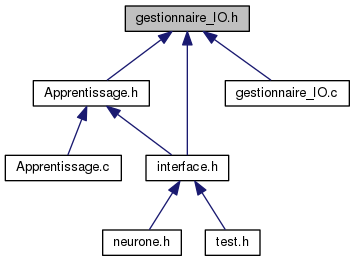 gestionnaire_IO.h
Apprentissage.h
gestionnaire_IO.c
Apprentissage.c
interface.h
neurone.h
test.h